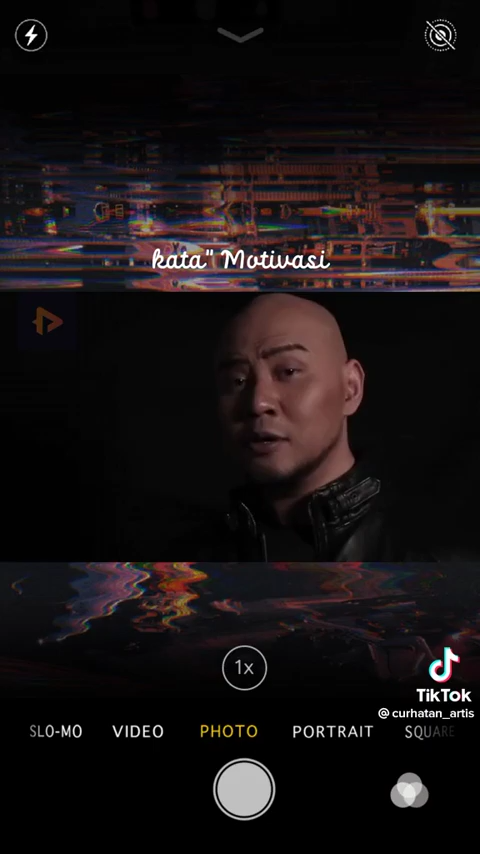 kata" Motivasi
1x
TikTok
@ curhatan_artis
SLO-MO VIDEO PHOTO PORTRAIT SQUARE